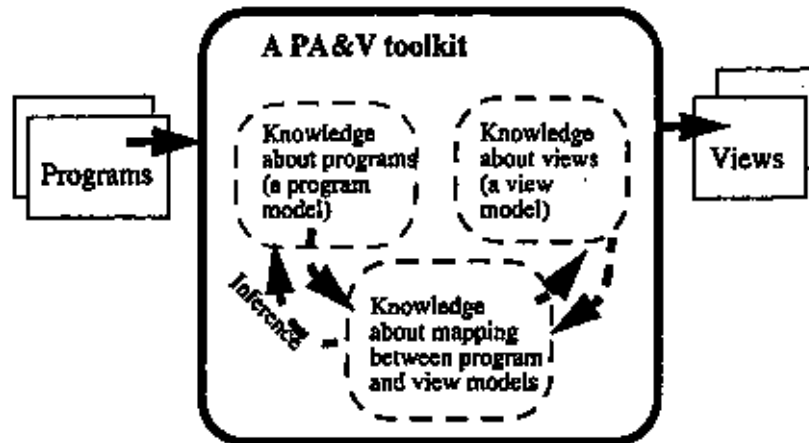 A PA&V toolkit
Programs
Knowledge
about programs
(a program
model)
Knowledge
about views
(a view
model)
Views
Inference
Knowledge
about mapping
between program
and view models